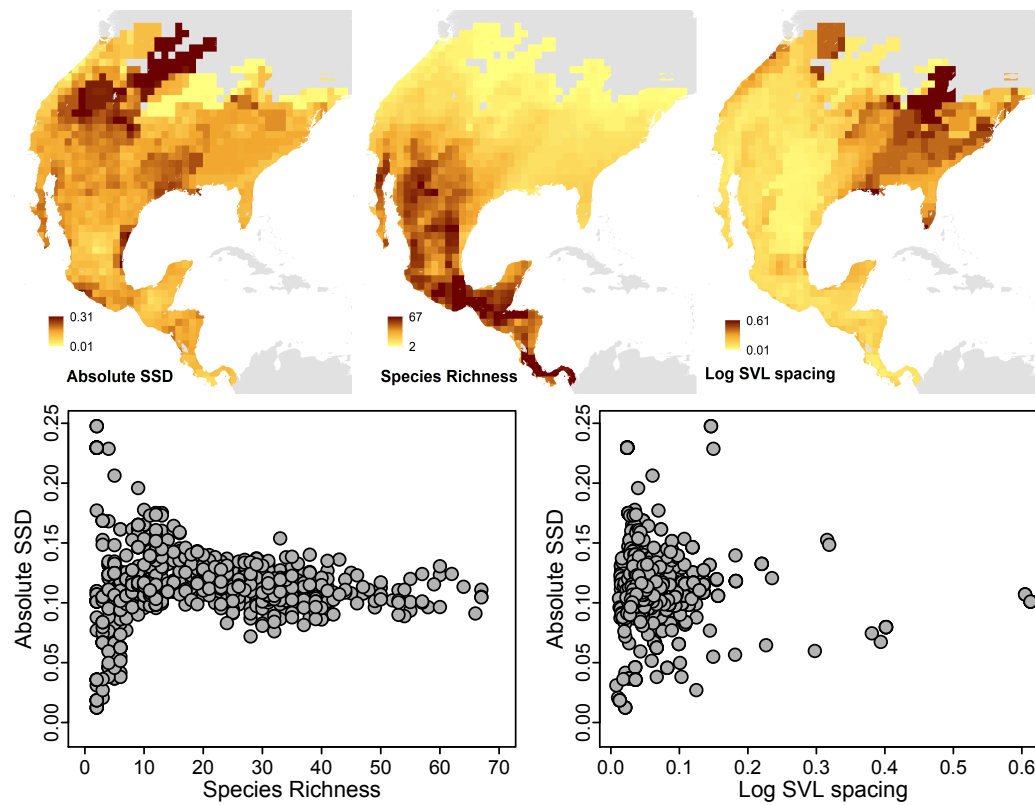 0.31
0.01
Absolute SSD
67
2
Species Richness
0.61
0.01
Log SVL spacing
Absolute SSD
0.25
0.20
0.15
0.10
0.05
0.00
0 10 20 30 40 50 60 70
Species Richness
Absolute SSD
0.25
0.20
0.15
0.10
0.05
0.00
0.0 0.1 0.2 0.3 0.4 0.5 0.6
Log SVL spacing